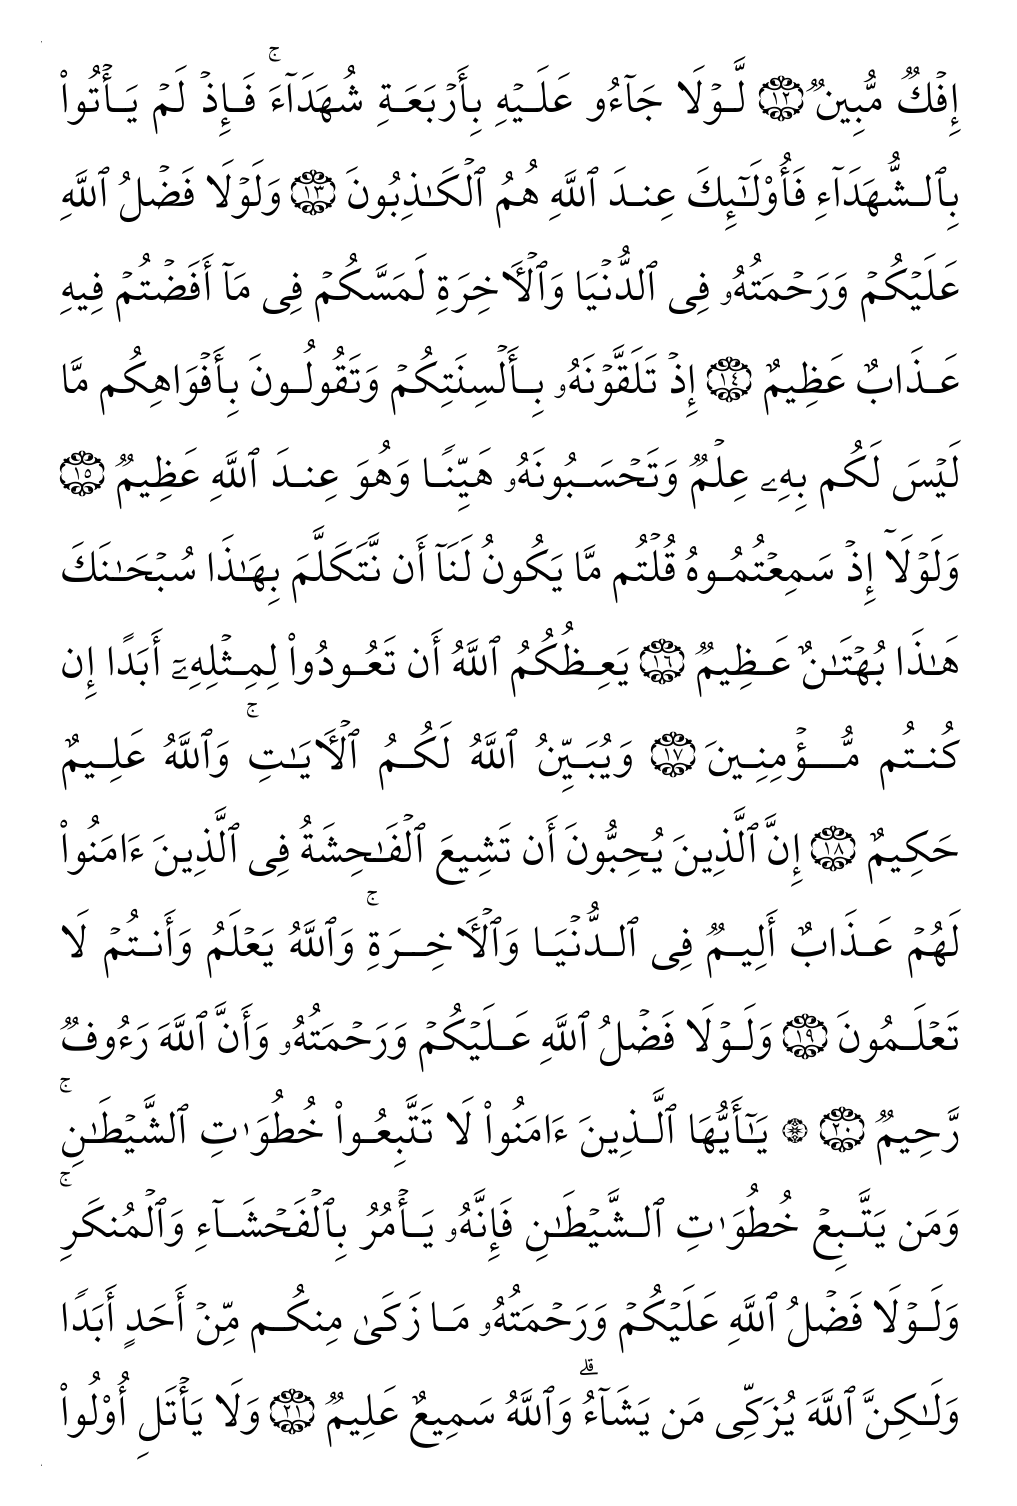 إِفۡكٞ مُّبِينٞ ١٢ لَّوۡلَا جَآءُو عَلَيۡهِ بِأَرۡبَعَةِ شُهَدَآءَۚ فَإِذۡ لَمۡ يَأۡتُواْ
بِٱلشُّهَدَآءِ فَأُوْلَٰٓئِكَ عِندَ ٱللَّهِ هُمُ ٱلۡكَٰذِبُونَ ١٣ وَلَوۡلَا فَضۡلُ ٱللَّهِ
عَلَيۡكُمۡ وَرَحۡمَتُهُۥ فِي ٱلدُّنۡيَا وَٱلۡأٓخِرَةِ لَمَسَّكُمۡ فِي مَآ أَفَضۡتُمۡ فِيهِ
عَذَابٌ عَظِيمٌ ١٤ إِذۡ تَلَقَّوۡنَهُۥ بِأَلۡسِنَتِكُمۡ وَتَقُولُونَ بِأَفۡوَاهِكُم مَّا
لَيۡسَ لَكُم بِهِۦ عِلۡمٞ وَتَحۡسَبُونَهُۥ هَيِّنٗا وَهُوَ عِندَ ٱللَّهِ عَظِيمٞ ١٥
وَلَوۡلَآ إِذۡ سَمِعۡتُمُوهُ قُلۡتُم مَّا يَكُونُ لَنَآ أَن نَّتَكَلَّمَ بِهَٰذَا سُبۡحَٰنَكَ
هَٰذَا بُهۡتَٰنٌ عَظِيمٞ ١٦ يَعِظُكُمُ ٱللَّهُ أَن تَعُودُواْ لِمِثۡلِهِۦٓ أَبَدًا إِن
كُنتُم مُّؤۡمِنِينَ ١٧ وَيُبَيِّنُ ٱللَّهُ لَكُمُ ٱلۡأٓيَٰتِۚ وَٱللَّهُ عَلِيمٌ
حَكِيمٌ ١٨ إِنَّ ٱلَّذِينَ يُحِبُّونَ أَن تَشِيعَ ٱلۡفَٰحِشَةُ فِي ٱلَّذِينَ ءَامَنُواْ
لَهُمۡ عَذَابٌ أَلِيمٞ فِي ٱلدُّنۡيَا وَٱلۡأٓخِرَةِۚ وَٱللَّهُ يَعۡلَمُ وَأَنتُمۡ لَا
تَعۡلَمُونَ ١٩ وَلَوۡلَا فَضۡلُ ٱللَّهِ عَلَيۡكُمۡ وَرَحۡمَتُهُۥ وَأَنَّ ٱللَّهَ رَءُوفٞ
رَّحِيمٞ ٢٠ ۞ يَٰٓأَيُّهَا ٱلَّذِينَ ءَامَنُواْ لَا تَتَّبِعُواْ خُطُوَٰتِ ٱلشَّيۡطَٰنِۚ
وَمَن يَتَّبِعۡ خُطُوَٰتِ ٱلشَّيۡطَٰنِ فَإِنَّهُۥ يَأۡمُرُ بِٱلۡفَحۡشَآءِ وَٱلۡمُنكَرِۚ
وَلَوۡلَا فَضۡلُ ٱللَّهِ عَلَيۡكُمۡ وَرَحۡمَتُهُۥ مَا زَكَىٰ مِنكُم مِّنۡ أَحَدٍ أَبَدٗا
وَلَٰكِنَّ ٱللَّهَ يُزَكِّي مَن يَشَآءُۗ وَٱللَّهُ سَمِيعٌ عَلِيمٞ ٢١ وَلَا يَأۡتَلِ أُوْلُواْ